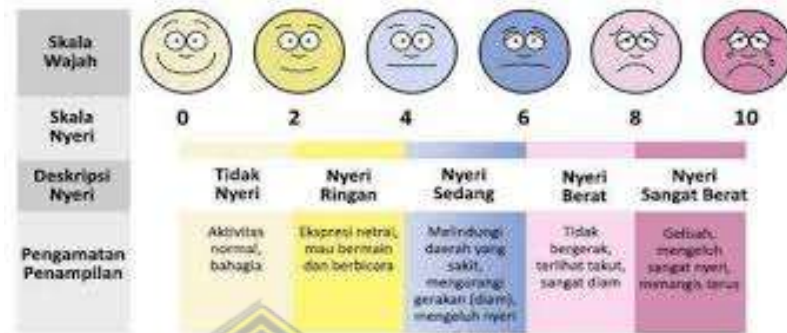 Skala
Wajah
Skala
Nyeri
0 2 4 6 8 10
Deskripsi
Nyeri
Tidak
Nyeri
Nyeri
Ringan
Nyeri
Sedang
Nyeri
Berat
Nyeri
Sangat Berat
Pengamatan
Penampilan
Aktivitas
normal,
bahagia
Ekspresi netral,
mau bermain
dan berbicara
Melindungi
daerah yang
sakit,
mengurangi
gerakan (diam),
mengeluh nyeri
Tidak
bergerak,
terlihat takut,
sangat diam
Gelisah,
mengeluh
sangat nyeri,
menangis terus